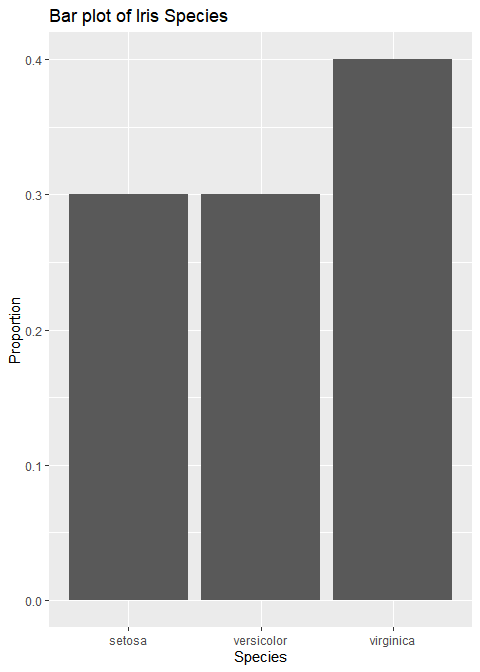 Bar plot of Iris Species
Proportion
0.4
0.3
0.2
0.1
0.0
setosa versicolor virginica
Species